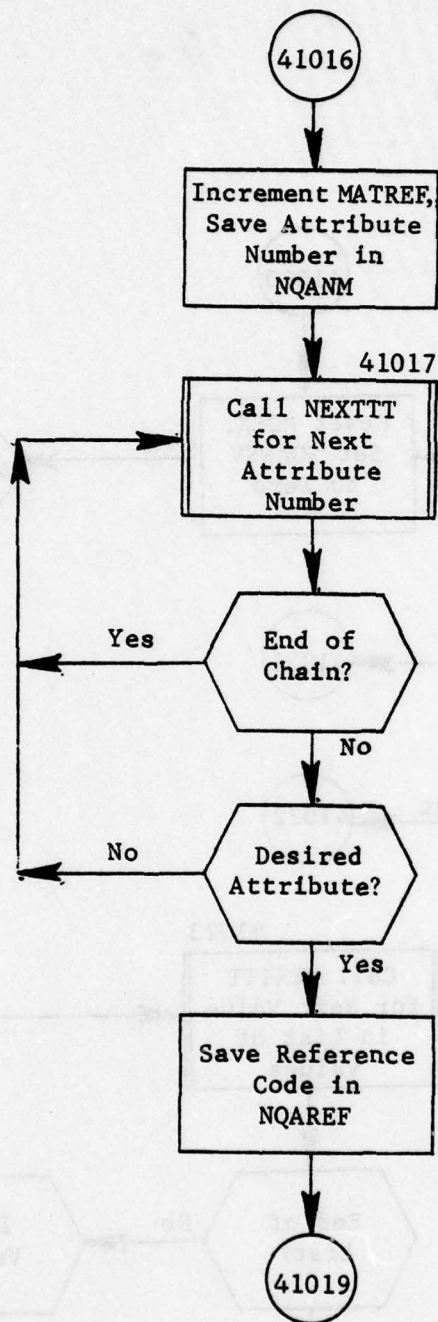 41016
Increment MATREF,
Save Attribute
Number in
NQANM
41017
Call NEXTTT
for Next
Attribute
Number
Yes
End of
Chain?
No
No
Desired
Attribute?
Yes
Save Reference
Code in
NQAREF
41019